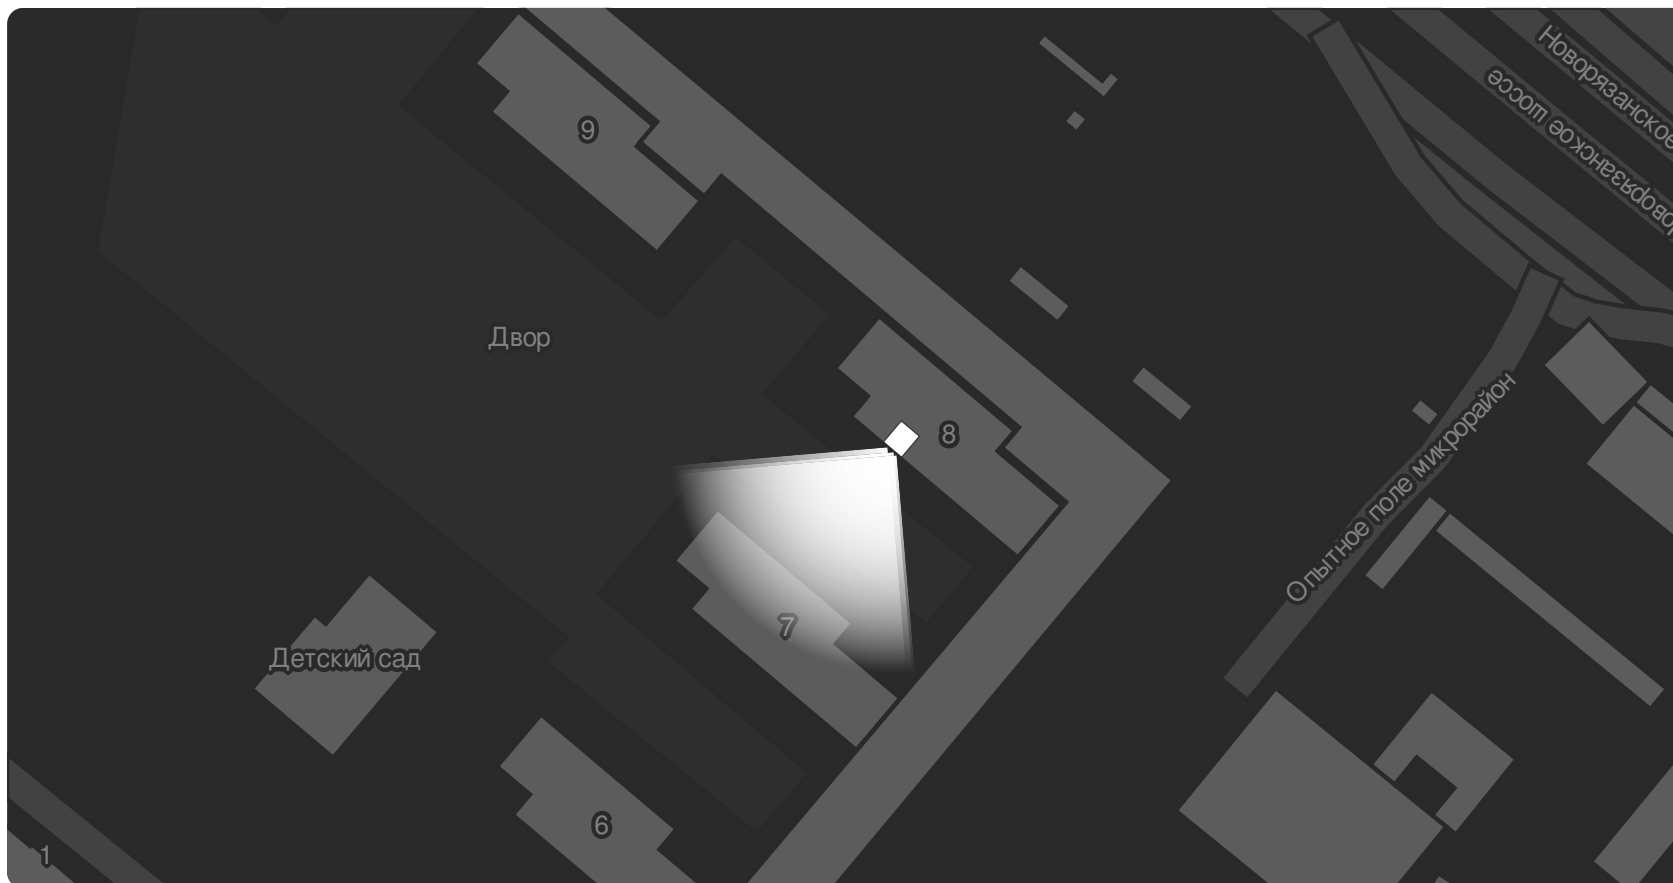 Новорязанское
Новорязанское шоссе
9
Двор
8
Опытное поле микрорайон
7
Детский сад
6
1